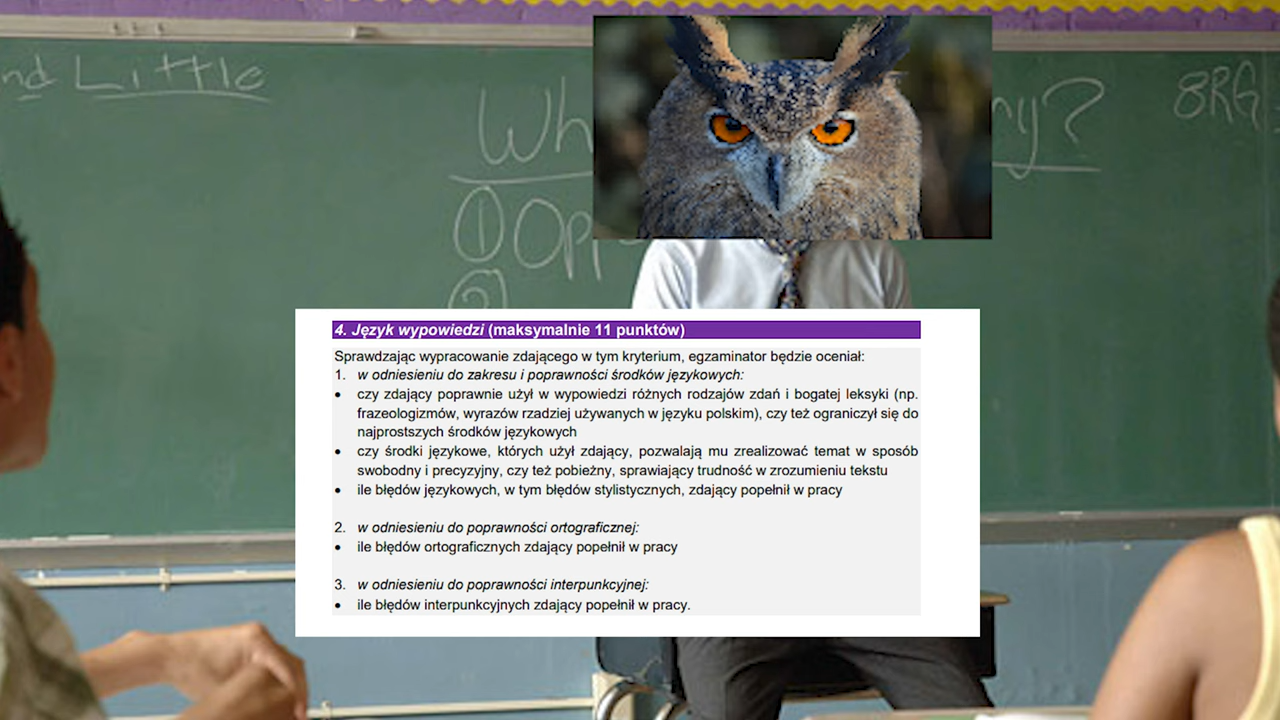 nd Little
Wh
ny?
8RG
① Opp
②
4. Język wypowiedzi (maksymalnie 11 punktów)
Sprawdzając wypracowanie zdającego w tym kryterium, egzaminator będzie oceniał:
1. w odniesieniu do zakresu i poprawności środków językowych:
• czy zdający poprawnie użył w wypowiedzi różnych rodzajów zdań i bogatej leksyki (np.
frazeologizmów, wyrazów rzadziej używanych w języku polskim), czy też ograniczył się do
najprostszych środków językowych
• czy środki językowe, których użył zdający, pozwalają mu zrealizować temat w sposób
swobodny i precyzyjny, czy też pobieżny, sprawiający trudność w zrozumieniu tekstu
• ile błędów językowych, w tym błędów stylistycznych, zdający popełnił w pracy
2. w odniesieniu do poprawności ortograficznej:
• ile błędów ortograficznych zdający popełnił w pracy
3. w odniesieniu do poprawności interpunkcyjnej:
• ile błędów interpunkcyjnych zdający popełnił w pracy.